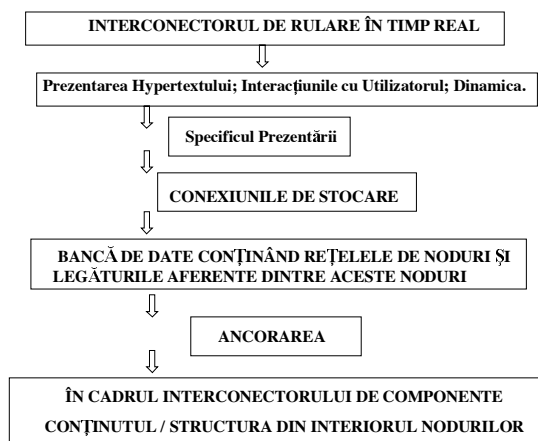 INTERCONECTORUL DE RULARE ÎN TIMP REAL
Prezentarea Hypertextului; Interacțiunile cu Utilizatorul; Dinamica.
Specificul Prezentării
CONEXIUNILE DE STOCARE
BANCĂ DE DATE CONȚINÂND REȚELELE DE NODURI ȘI
LEGĂTURILE AFERENTE DINTRE ACESTE NODURI
ANCORAREA
ÎN CADRUL INTERCONECTORULUI DE COMPONENTE
CONȚINUTUL / STRUCTURA DIN INTERIORUL NODURILOR